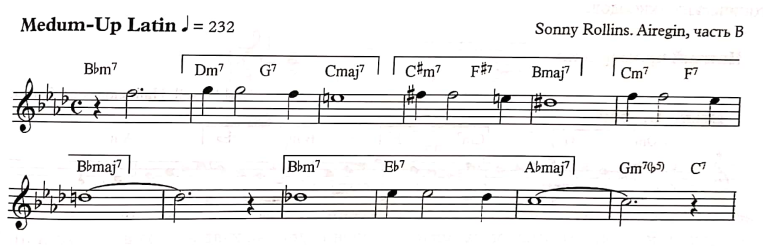 Medum-Up Latin ♩= 232
Sonny Rollins. Airegin, часть B
B♭m⁷ Dm⁷ G⁷ Cmaj⁷ C♯m⁷ F♯⁷ Bmaj⁷ Cm⁷ F⁷
B♭maj⁷ B♭m⁷ E♭⁷ A♭maj⁷ Gm⁷⁽♭⁵⁾ C⁷